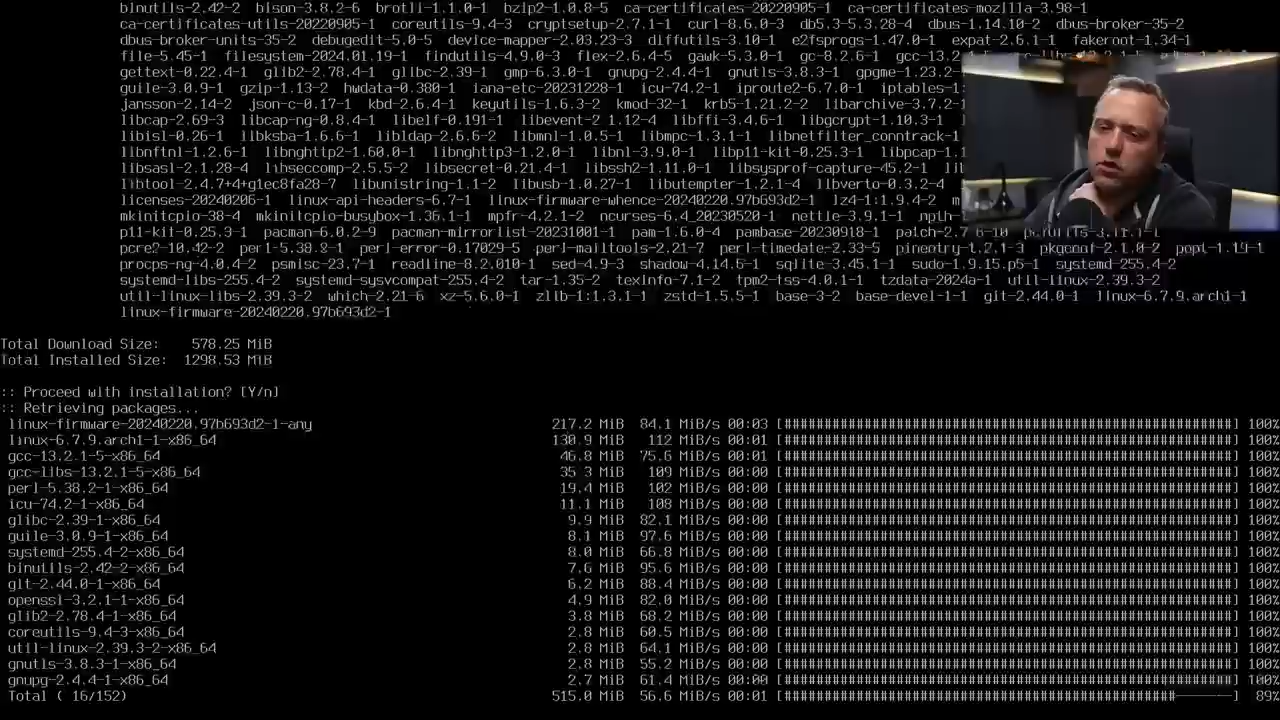 binutils-2.42-2 bison-3.8.2-6 brotli-1.1.0-1 bzip2-1.0.8-5 ca-certificates-20220905-1 ca-certificates-mozilla-3.98-1
ca-certificates-utils-20220905-1 coreutils-9.4-3 cryptsetup-2.7.1-1 curl-8.6.0-3 db5.3-5.3.28-4 dbus-1.14.10-2 dbus-broker-35-2
dbus-broker-units-35-2 debugedit-5.0-5 device-mapper-2.03.23-3 diffutils-3.10-1 e2fsprogs-1.47.0-1 expat-2.6.1-1 fakeroot-1.34-1
file-5.45-1 filesystem-2024.01.19-1 findutils-4.9.0-3 flex-2.6.4-5 gawk-5.3.0-1 gc-8.2.6-1 gcc-13.2
gettext-0.22.4-1 glib2-2.78.4-1 glibc-2.39-1 gmp-6.3.0-1 gnupg-2.4.4-1 gnutls-3.8.3-1 gpgme-1.23.2-
guile-3.0.9-1 gzip-1.13-2 hwdata-0.380-1 iana-etc-20231228-1 icu-74.2-1 iproute2-6.7.0-1 iptables-1:
jansson-2.14-2 json-c-0.17-1 kbd-2.6.4-1 keyutils-1.6.3-2 kmod-32-1 krb5-1.21.2-2 libarchive-3.7.2-1
libcap-2.69-3 libcap-ng-0.8.4-1 libelf-0.191-1 libevent-2.1.12-4 libffi-3.4.6-1 libgcrypt-1.10.3-1
libisl-0.26-1 libksba-1.6.6-1 libldap-2.6.6-2 libmnl-1.0.5-1 libmpc-1.3.1-1 libnetfilter_conntrack-1
libnftnl-1.2.6-1 libnghttp2-1.60.0-1 libnghttp3-1.2.0-1 libnl-3.9.0-1 libp11-kit-0.25.3-1 libpcap-1.
libsasl-2.1.28-4 libseccomp-2.5.5-2 libsecret-0.21.4-1 libssh2-1.11.0-1 libsysprof-capture-45.2-1
libtool-2.4.7+4+g1ec8fa28-7 libunistring-1.1-2 libusb-1.0.27-1 libutempter-1.2.1-4 libverto-0.3.2-4
licenses-20240206-1 linux-api-headers-6.7-1 linux-firmware-whence-20240220.97b693d2-1 lz4-1:1.9.4-2
mkinitcpio-38-4 mkinitcpio-busybox-1.36.1-1 mpfr-4.2.1-2 ncurses-6.4_20230520-1 nettle-3.9.1-1
p11-kit-0.25.3-1 pacman-6.0.2-9 pacman-mirrorlist-20231001-1 pam-1.6.0-4 pambase-20230918-1
pcre2-10.42-2 perl-5.38.2-1 perl-error-0.17029-5 perl-mailtools-2.21-7 perl-timedate-2.33-5 pinentry-1.2.1-3 pkgconf-2.1.0-2 popt-1.19-1
procps-ng-4.0.4-2 psmisc-23.7-1 readline-8.2.010-1 sed-4.9-3 shadow-4.14.5-1 sqlite-3.45.1-1 sudo-1.9.15.p5-1 systemd-255.4-2
systemd-libs-255.4-2 systemd-sysvcompat-255.4-2 tar-1.35-2 texinfo-7.1-2 tpm2-tss-4.0.1-1 tzdata-2024a-1 util-linux-2.39.3-2
util-linux-libs-2.39.3-2 which-2.21-6 xz-5.6.0-1 zlib-1:1.3.1-1 zstd-1.5.5-1 base-3-2 base-devel-1-1 git-2.44.0-1 linux-6.7.9.arch1-1
linux-firmware-20240220.97b693d2-1
Total Download Size: 578.25 MiB
Total Installed Size: 1298.53 MiB
:: Proceed with installation? [Y/n]
:: Retrieving packages...
linux-firmware-20240220.97b693d2-1-any 217.2 MiB 84.1 MiB/s 00:03 [########################################################] 100%
linux-6.7.9.arch1-1-x86_64 130.9 MiB 112 MiB/s 00:01 [########################################################] 100%
gcc-13.2.1-5-x86_64 46.8 MiB 75.6 MiB/s 00:01 [########################################################] 100%
gcc-libs-13.2.1-5-x86_64 35.3 MiB 109 MiB/s 00:00 [########################################################] 100%
perl-5.38.2-1-x86_64 19.4 MiB 102 MiB/s 00:00 [########################################################] 100%
icu-74.2-1-x86_64 11.1 MiB 108 MiB/s 00:00 [########################################################] 100%
glibc-2.39-1-x86_64 9.9 MiB 82.1 MiB/s 00:00 [########################################################] 100%
guile-3.0.9-1-x86_64 8.1 MiB 97.6 MiB/s 00:00 [########################################################] 100%
systemd-255.4-2-x86_64 8.0 MiB 66.8 MiB/s 00:00 [########################################################] 100%
binutils-2.42-2-x86_64 7.6 MiB 95.6 MiB/s 00:00 [########################################################] 100%
git-2.44.0-1-x86_64 6.2 MiB 88.4 MiB/s 00:00 [########################################################] 100%
openssl-3.2.1-1-x86_64 4.9 MiB 82.0 MiB/s 00:00 [########################################################] 100%
glib2-2.78.4-1-x86_64 3.8 MiB 68.2 MiB/s 00:00 [########################################################] 100%
coreutils-9.4-3-x86_64 2.8 MiB 60.5 MiB/s 00:00 [########################################################] 100%
util-linux-2.39.3-2-x86_64 2.8 MiB 64.1 MiB/s 00:00 [########################################################] 100%
gnutls-3.8.3-1-x86_64 2.8 MiB 55.2 MiB/s 00:00 [########################################################] 100%
gnupg-2.4.4-1-x86_64 2.7 MiB 61.4 MiB/s 00:00 [########################################################] 100%
Total ( 16/152) 515.0 MiB 56.6 MiB/s 00:01 [#################################################-------] 89%